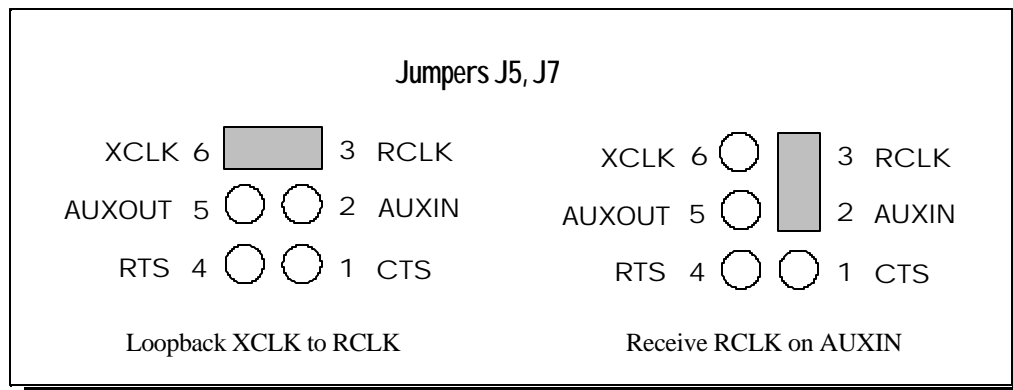 Jumpers J5, J7
XCLK 6 3 RCLK
AUXOUT 5 2 AUXIN
RTS 4 1 CTS
Loopback XCLK to RCLK
XCLK 6 3 RCLK
AUXOUT 5 2 AUXIN
RTS 4 1 CTS
Receive RCLK on AUXIN